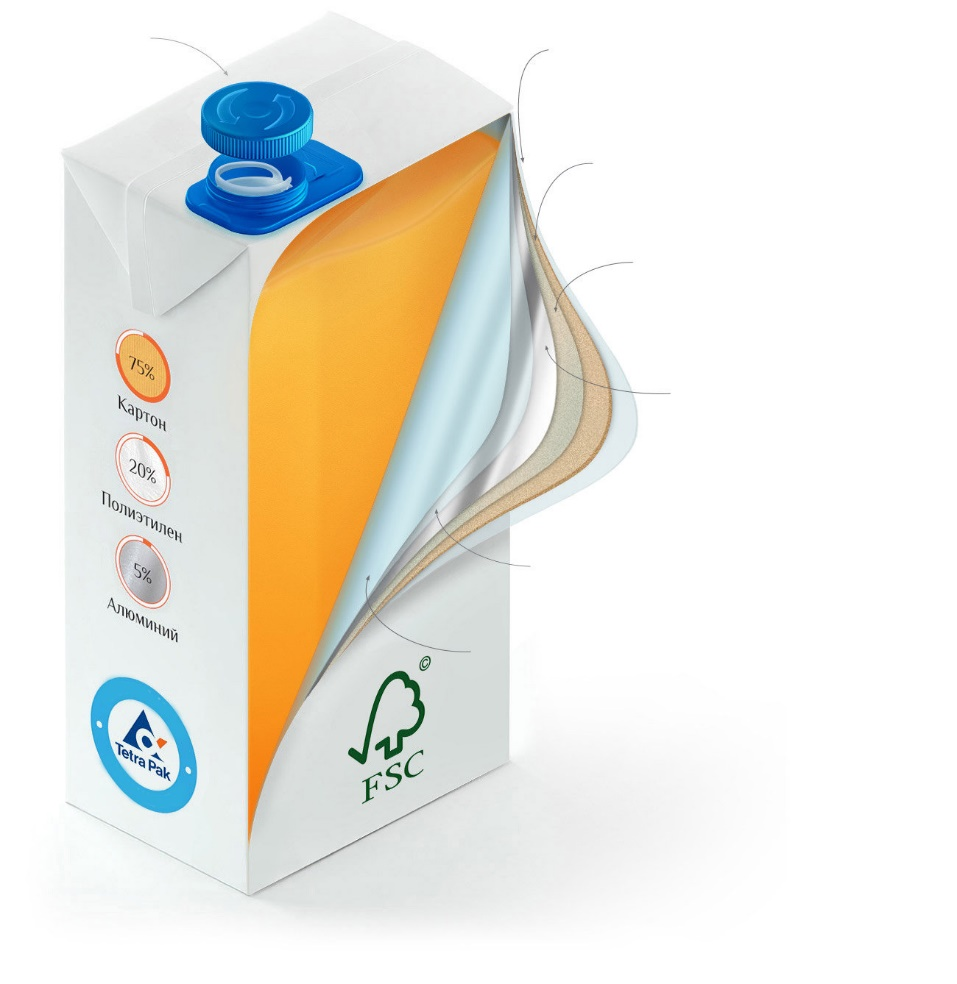 75%
Картон
20%
Полиэтилен
5%
Алюминий
Tetra Pak
©
FSC